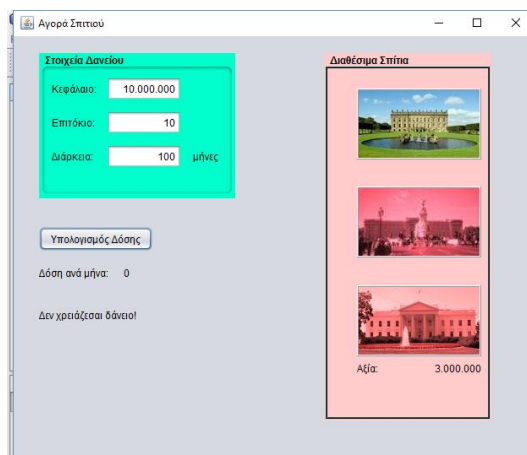 Αγορά Σπιτιού
Στοιχεία Δανείου
Κεφάλαιο: 10.000.000
Επιτόκιο: 10
Διάρκεια: 100 μήνες
Υπολογισμός Δόσης
Δόση ανά μήνα: 0
Δεν χρειάζεσαι δάνειο!
Διαθέσιμα Σπίτια
Αξία: 3.000.000